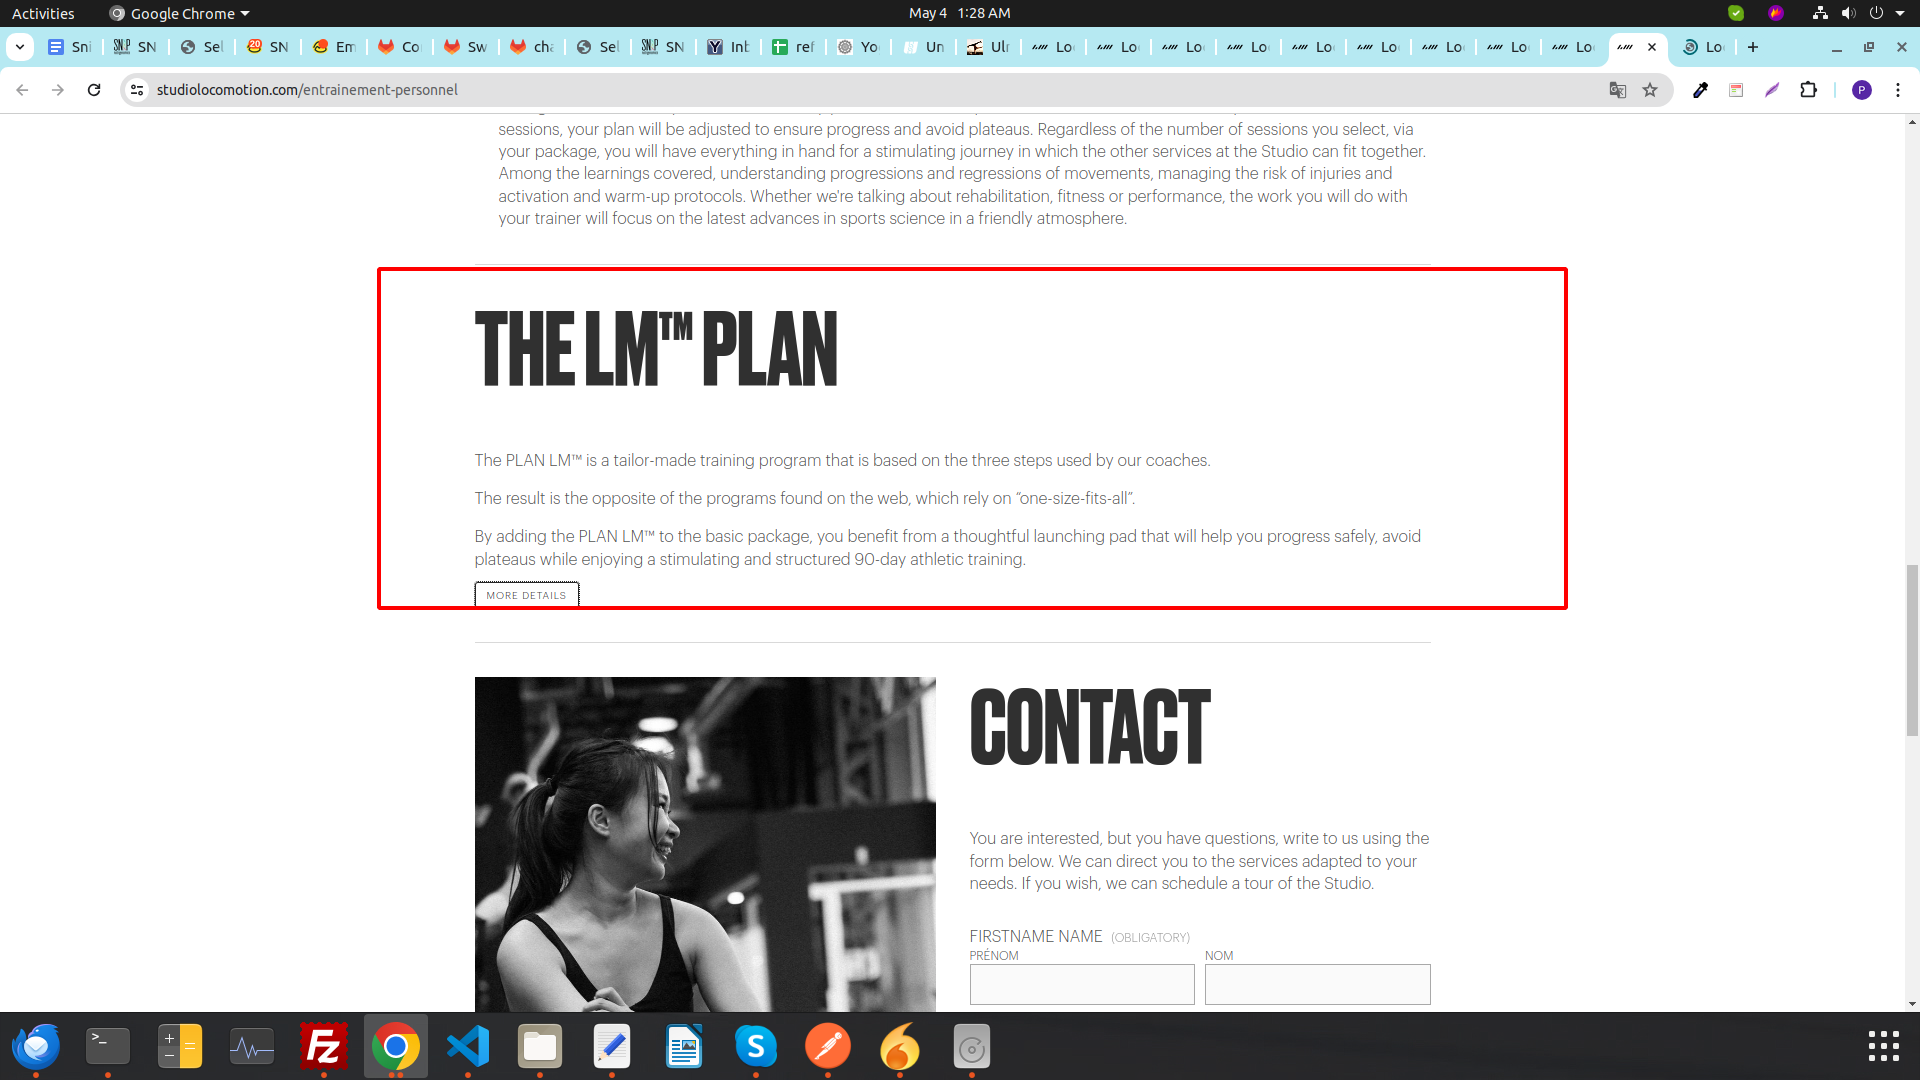 Activities
Google Chrome
May 4 1:28 AM
Sni
SN
Sel
SN
Em
Co
Sw
cha
Sel
SN
Inb
ref
Yo
Un
Ulr
Lo
Lo
Lo
Lo
Lo
Lo
Lo
Lo
Lo
Lo
studiolocomotion.com/entrainement-personnel
P
sessions, your plan will be adjusted to ensure progress and avoid plateaus. Regardless of the number of sessions you select, via
your package, you will have everything in hand for a stimulating journey in which the other services at the Studio can fit together.
Among the learnings covered, understanding progressions and regressions of movements, managing the risk of injuries and
activation and warm-up protocols. Whether we're talking about rehabilitation, fitness or performance, the work you will do with
your trainer will focus on the latest advances in sports science in a friendly atmosphere.
THE LM™ PLAN
The PLAN LM™ is a tailor-made training program that is based on the three steps used by our coaches.
The result is the opposite of the programs found on the web, which rely on “one-size-fits-all”.
By adding the PLAN LM™ to the basic package, you benefit from a thoughtful launching pad that will help you progress safely, avoid
plateaus while enjoying a stimulating and structured 90-day athletic training.
MORE DETAILS
CONTACT
You are interested, but you have questions, write to us using the
form below. We can direct you to the services adapted to your
needs. If you wish, we can schedule a tour of the Studio.
FIRSTNAME NAME (OBLIGATORY)
PRÉNOM NOM